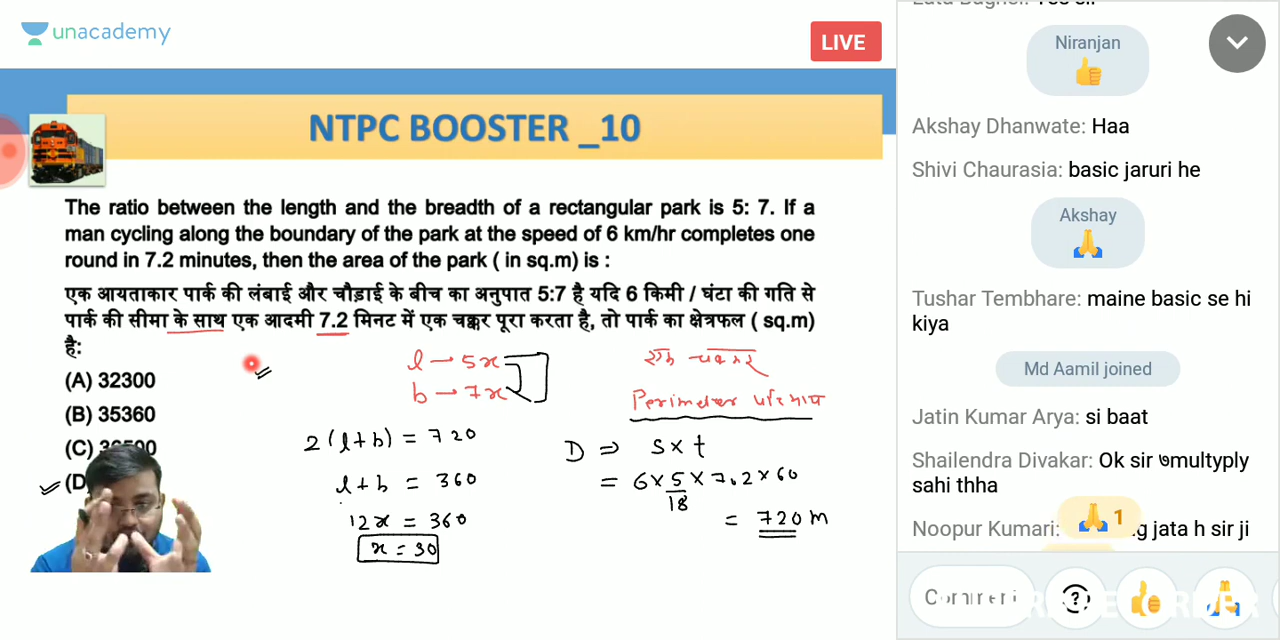 unacademy
LIVE
NTPC BOOSTER _10
The ratio between the length and the breadth of a rectangular park is 5: 7. If a
man cycling along the boundary of the park at the speed of 6 km/hr completes one
round in 7.2 minutes, then the area of the park ( in sq.m) is :
एक आयताकार पार्क की लंबाई और चौड़ाई के बीच का अनुपात 5:7 है यदि 6 किमी / घंटा की गति से
पार्क की सीमा के साथ एक आदमी 7.2 मिनट में एक चक्कर पूरा करता है, तो पार्क का क्षेत्रफल ( sq.m)
है:
(A) 32300
(B) 35360
(C)
(D
l → 5x
b → 7x
2(l+b) = 720
l+b = 360
12x = 360
x = 30
एक चक्कर
Perimeter परिमाप
D ⇒ s×t
= 6×5/18×7.2×60
= 720 m
Niranjan
Akshay Dhanwate: Haa
Shivi Chaurasia: basic jaruri he
Akshay
Tushar Tembhare: maine basic se hi
kiya
Md Aamil joined
Jatin Kumar Arya: si baat
Shailendra Divakar: Ok sir ७multyply
sahi thha
Noopur Kumari: g jata h sir ji
1